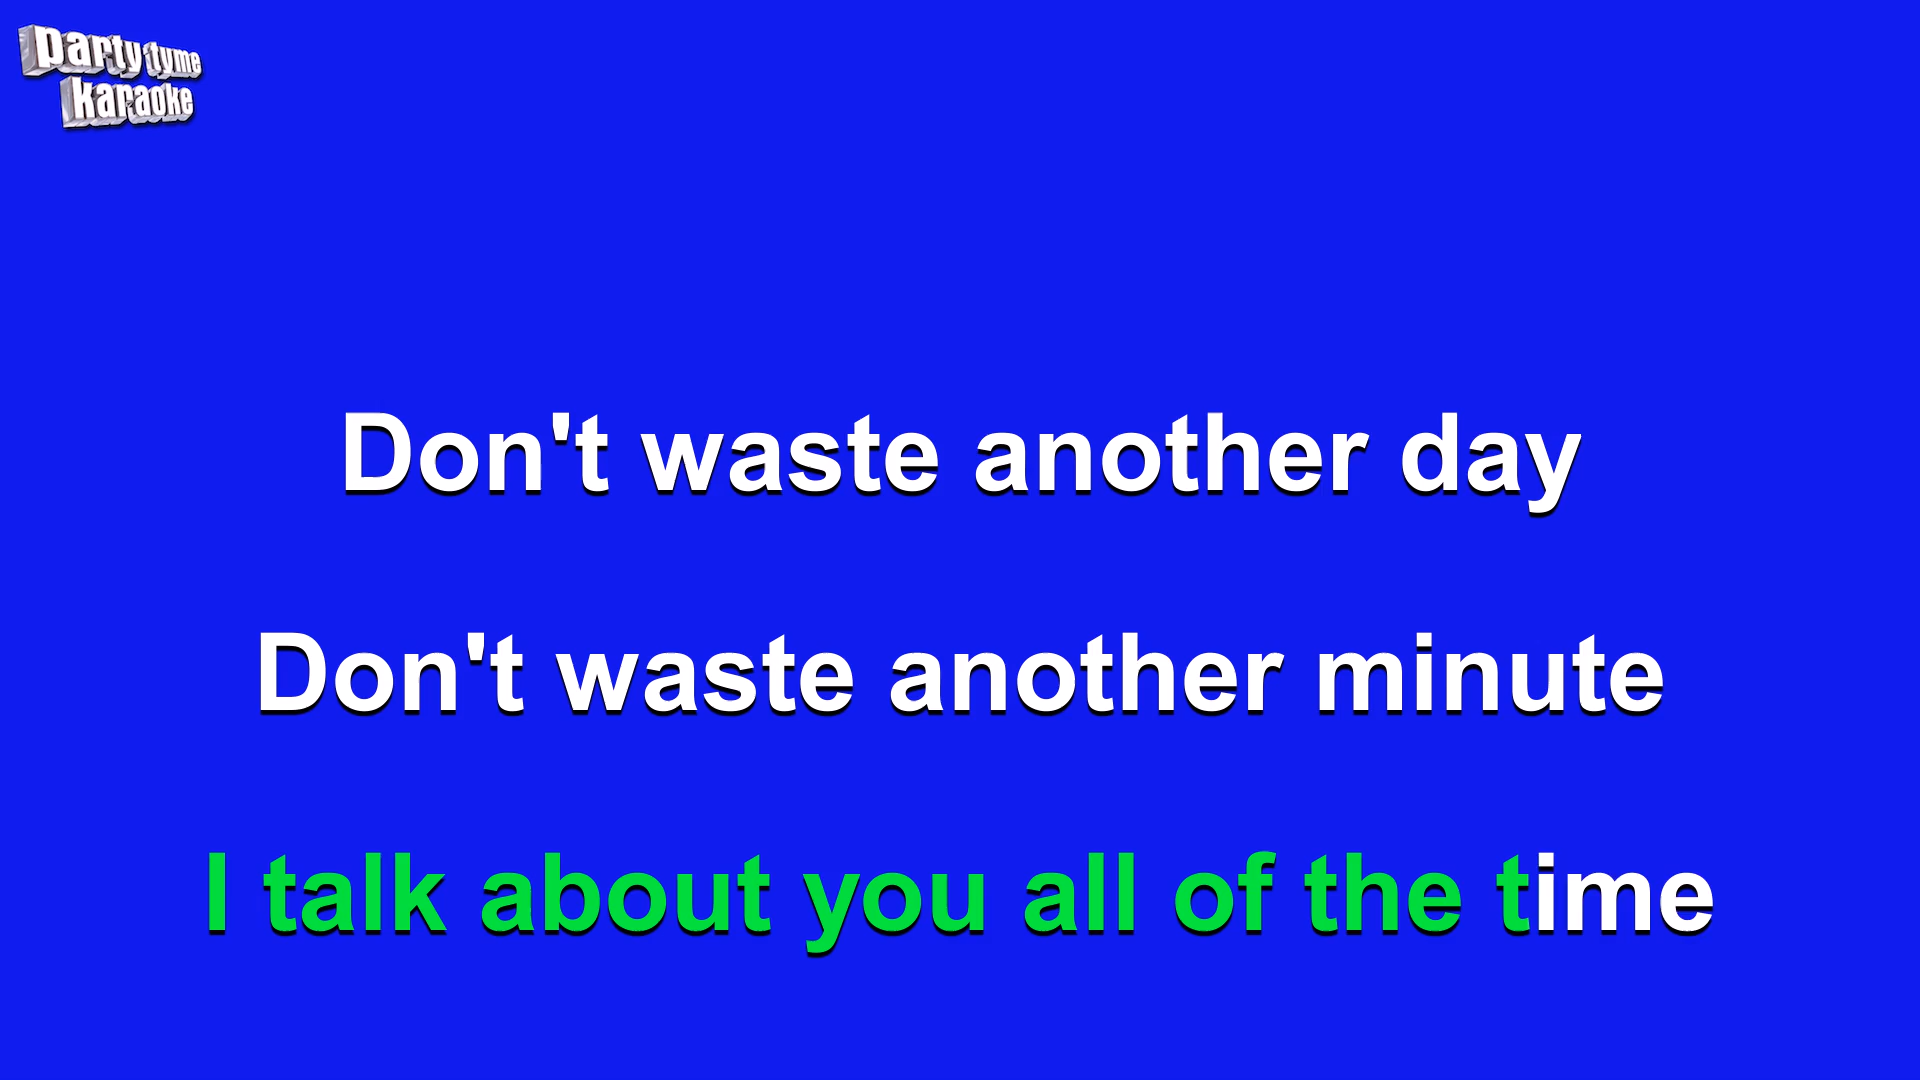 party tyme
karaoke
Don't waste another day
Don't waste another minute
I talk about you all of the time